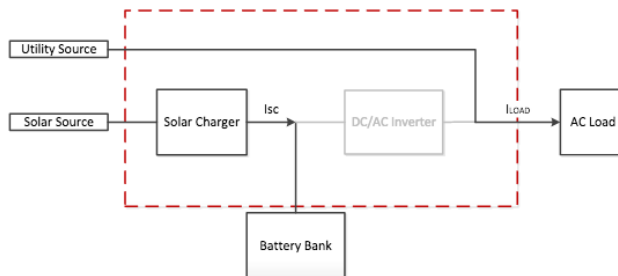 Utility Source
Solar Source
Solar Charger
Isc
DC/AC Inverter
ILOAD
AC Load
Battery Bank